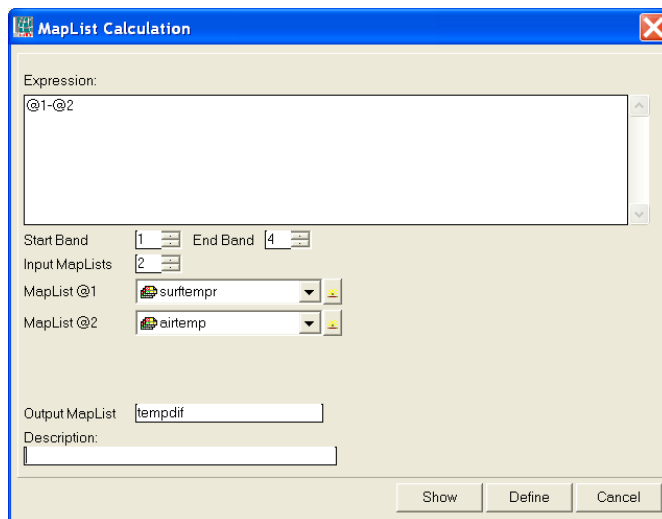 MapList Calculation
Expression:
@1-@2
Start Band 1 End Band 4
Input MapLists 2
MapList @1 surftempr
MapList @2 airtemp
Output MapList tempdif
Description:
Show Define Cancel